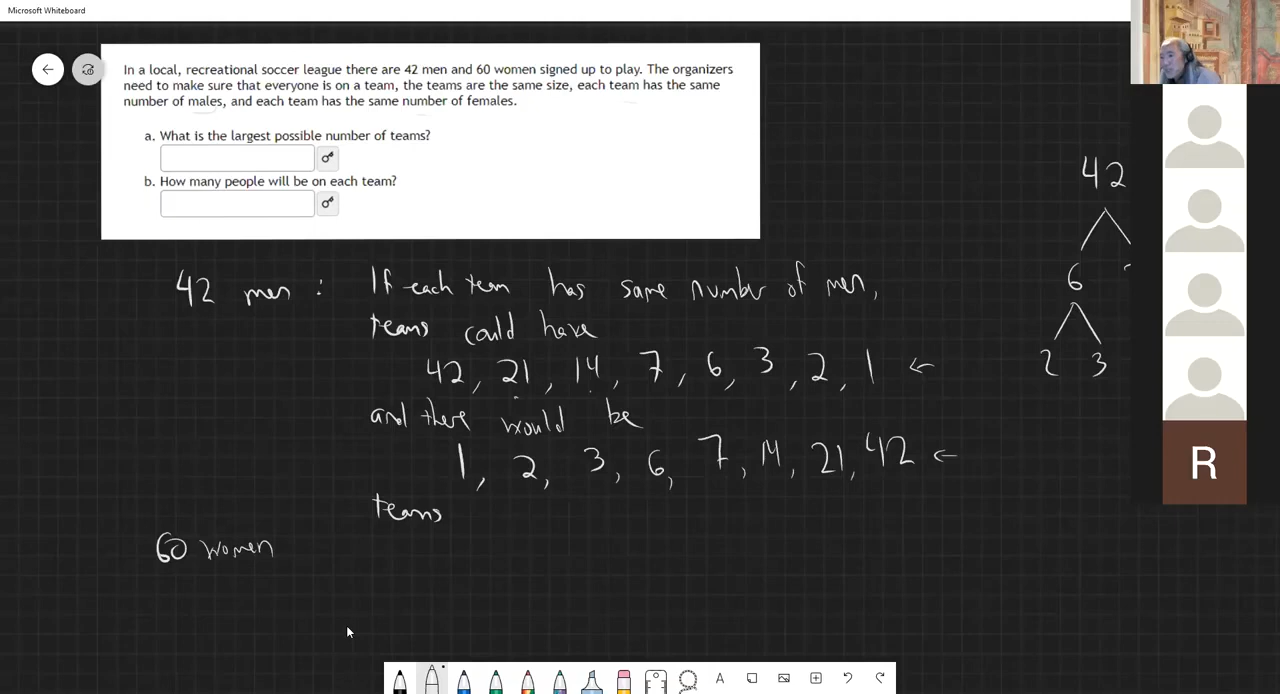 Microsoft Whiteboard
In a local, recreational soccer league there are 42 men and 60 women signed up to play. The organizers
need to make sure that everyone is on a team, the teams are the same size, each team has the same
number of males, and each team has the same number of females.
a. What is the largest possible number of teams?
b. How many people will be on each team?
42
6
2 3
42 men : If each team has same number of men,
teams could have
42, 21, 14, 7, 6, 3, 2, 1 ←
and there would be
1, 2, 3, 6, 7, 14, 21, 42 ←
teams
60 women
R
A